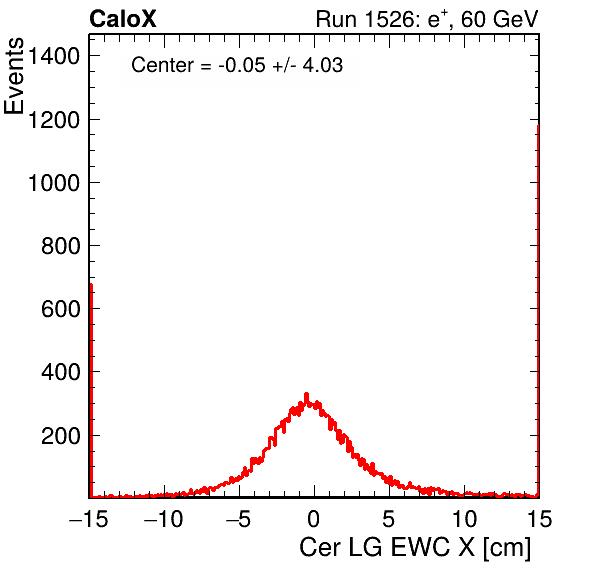 CaloX Run 1526: e⁺, 60 GeV
Center = -0.05 +/- 4.03
Events
1400
1200
1000
800
600
400
200
−15 −10 −5 0 5 10 15
Cer LG EWC X [cm]